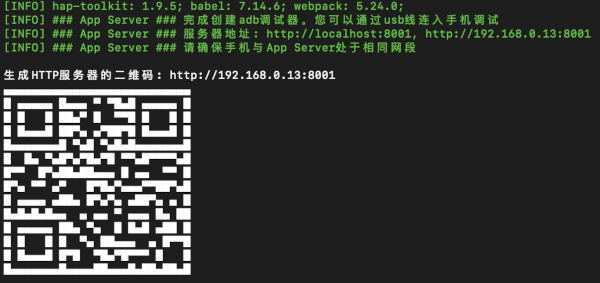 [INFO] hap-toolkit: 1.9.5; babel: 7.14.6; webpack: 5.24.0;
[INFO] ### App Server ### 完成创建adb调试器。您可以通过usb线连入手机调试
[INFO] ### App Server ### 服务器地址: http://localhost:8001, http://192.168.0.13:8001
[INFO] ### App Server ### 请确保手机与App Server处于相同网段
生成HTTP服务器的二维码: http://192.168.0.13:8001